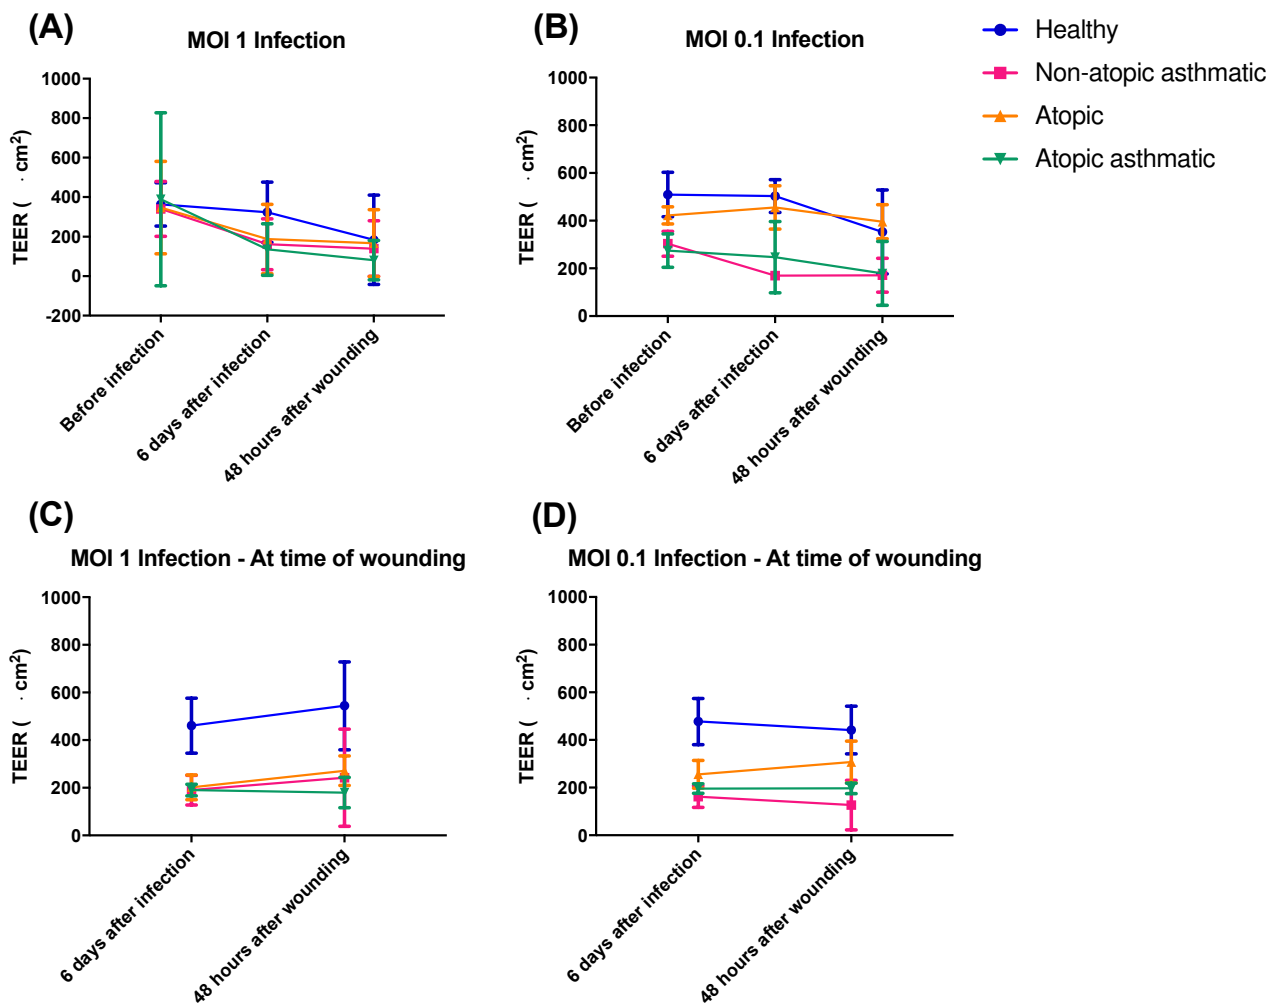 (A)
MOI 1 Infection
TEER ( · cm²)
1000
800
600
400
200
0
-200
Before infection
6 days after infection
48 hours after wounding
(B)
MOI 0.1 Infection
TEER ( · cm²)
1000
800
600
400
200
0
Before infection
6 days after infection
48 hours after wounding
Healthy
Non-atopic asthmatic
Atopic
Atopic asthmatic
(C)
MOI 1 Infection - At time of wounding
TEER ( · cm²)
1000
800
600
400
200
0
6 days after infection
48 hours after wounding
(D)
MOI 0.1 Infection - At time of wounding
TEER ( · cm²)
1000
800
600
400
200
0
6 days after infection
48 hours after wounding